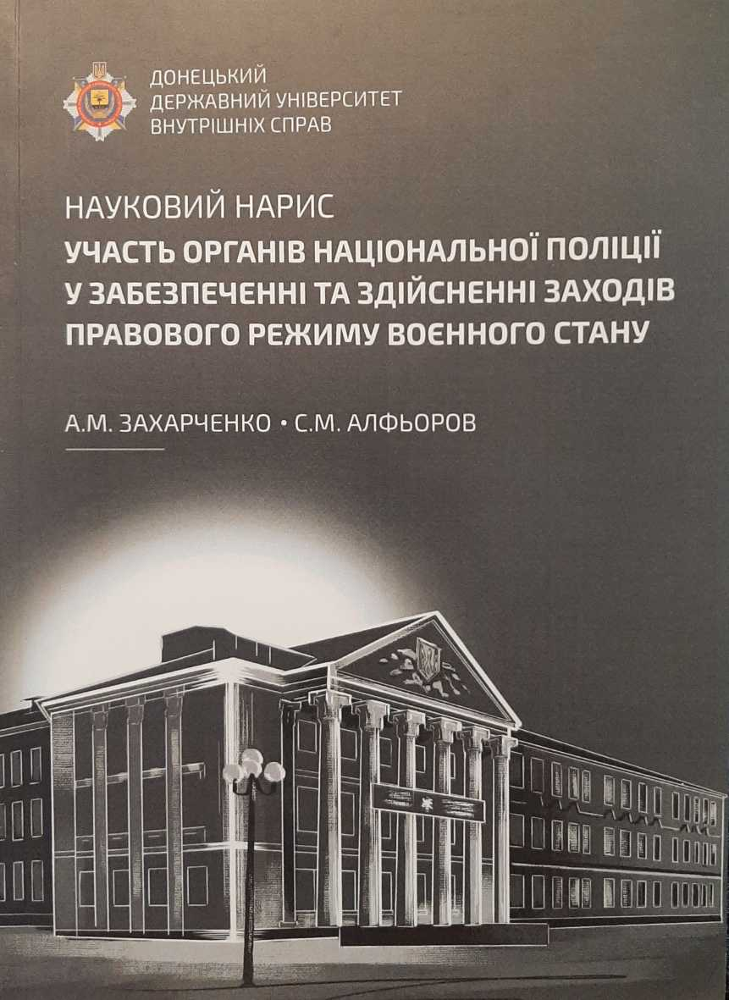 ДОНЕЦЬКИЙ
ДЕРЖАВНИЙ УНІВЕРСИТЕТ
ВНУТРІШНІХ СПРАВ
НАУКОВИЙ НАРИС
УЧАСТЬ ОРГАНІВ НАЦІОНАЛЬНОЇ ПОЛІЦІЇ
У ЗАБЕЗПЕЧЕННІ ТА ЗДІЙСНЕННІ ЗАХОДІВ
ПРАВОВОГО РЕЖИМУ ВОЄННОГО СТАНУ
А.М. ЗАХАРЧЕНКО • С.М. АЛФЬОРОВ